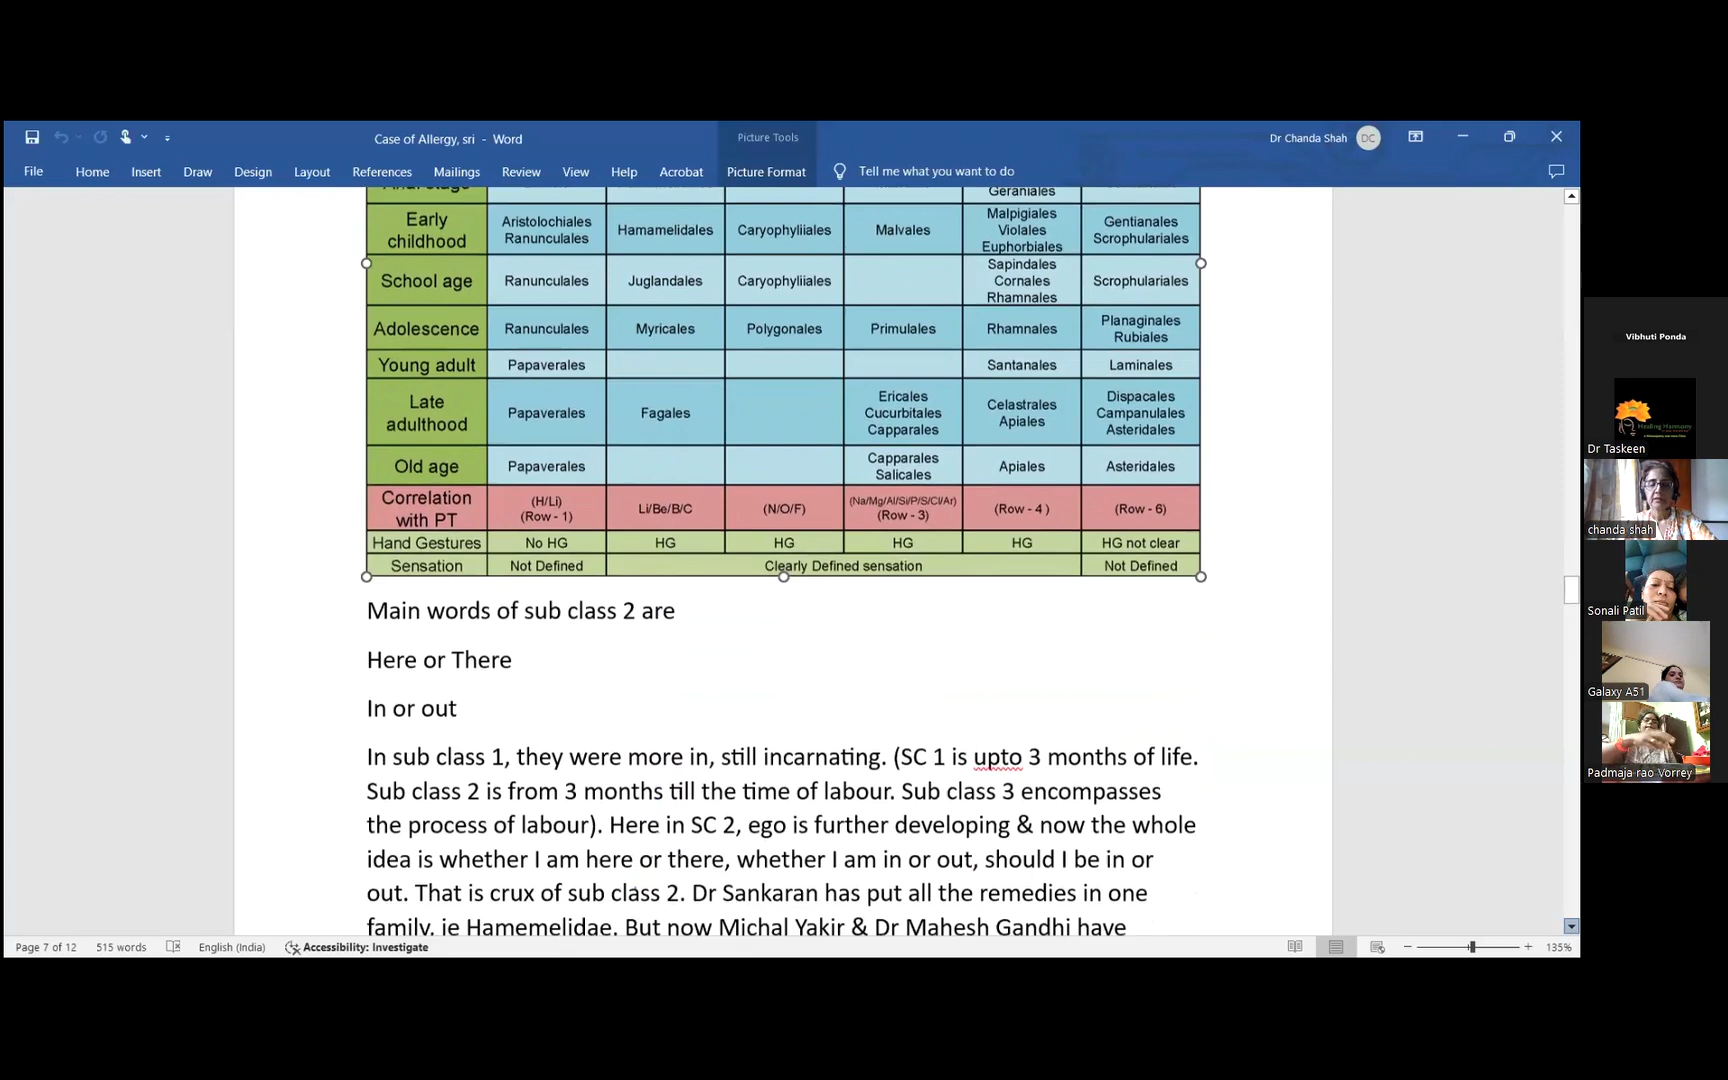 Case of Allergy, sri - Word
Picture Tools
Dr Chanda Shah
DC
File Home Insert Draw Design Layout References Mailings Review View Help Acrobat Picture Format Tell me what you want to do
Geraniales
Early childhood
Aristolochiales Ranunculales
Hamamelidales
Caryophyliiales
Malvales
Malpigiales Violales Euphorbiales
Gentianales Scrophulariales
School age
Ranunculales
Juglandales
Caryophyliiales
Sapindales Cornales Rhamnales
Scrophulariales
Adolescence
Ranunculales
Myricales
Polygonales
Primulales
Rhamnales
Planaginales Rubiales
Young adult
Papaverales
Santanales
Laminales
Late adulthood
Papaverales
Fagales
Ericales Cucurbitales Capparales
Celastrales Apiales
Dispacales Campanulales Asteridales
Old age
Papaverales
Capparales Salicales
Apiales
Asteridales
Correlation with PT
(H/Li) (Row - 1)
Li/Be/B/C
(N/O/F)
(Na/Mg/Al/Si/P/S/Cl/Ar) (Row - 3)
(Row - 4 )
(Row - 6)
Hand Gestures
No HG
HG
HG
HG
HG
HG not clear
Sensation
Not Defined
Clearly Defined sensation
Not Defined
Main words of sub class 2 are
Here or There
In or out
In sub class 1, they were more in, still incarnating. (SC 1 is upto 3 months of life.
Sub class 2 is from 3 months till the time of labour. Sub class 3 encompasses
the process of labour). Here in SC 2, ego is further developing & now the whole
idea is whether I am here or there, whether I am in or out, should I be in or
out. That is crux of sub class 2. Dr Sankaran has put all the remedies in one
family, ie Hamemelidae. But now Michal Yakir & Dr Mahesh Gandhi have
Page 7 of 12 515 words English (India) Accessibility: Investigate 135%
Vibhuti Ponda
Healing Harmony
Dr Taskeen
chanda shah
Sonali Patil
Galaxy A51
Padmaja rao Vorrey